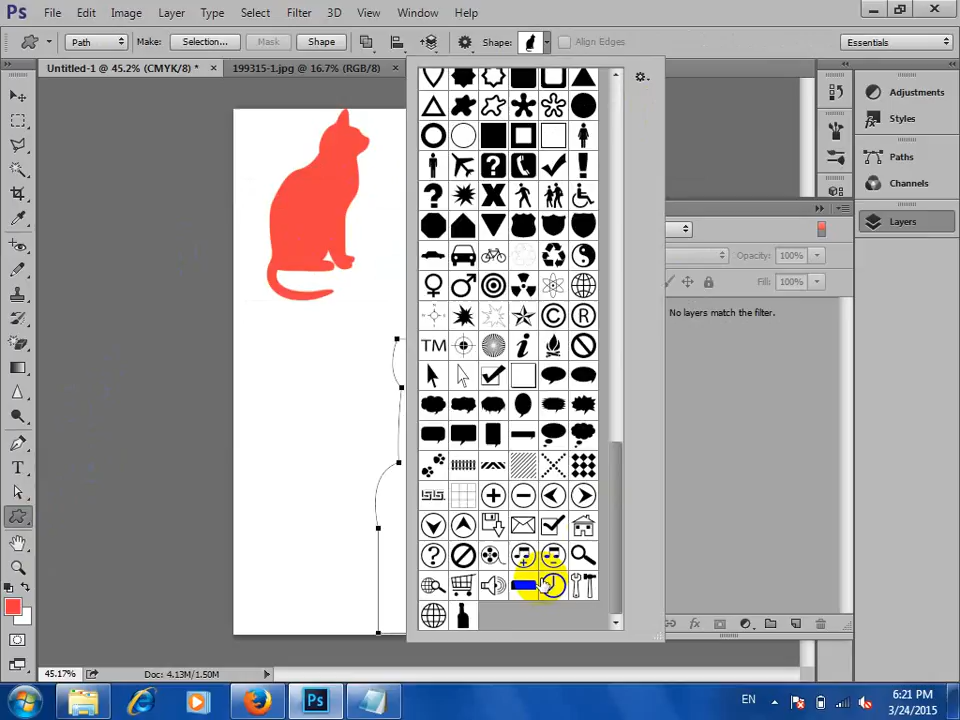 Ps File Edit Image Layer Type Select Filter 3D View Window Help
Path Make: Selection... Mask Shape Shape: Align Edges Essentials
Untitled-1 @ 45.2% (CMYK/8) * × 199315-1.jpg @ 16.7% (RGB/8) ×
Adjustments
Styles
Paths
Channels
Layers
Opacity: 100%
Fill: 100%
No layers match the filter.
TM
T
45.17% Doc: 4.13M/1.50M
Ps EN 6:21 PM
3/24/2015